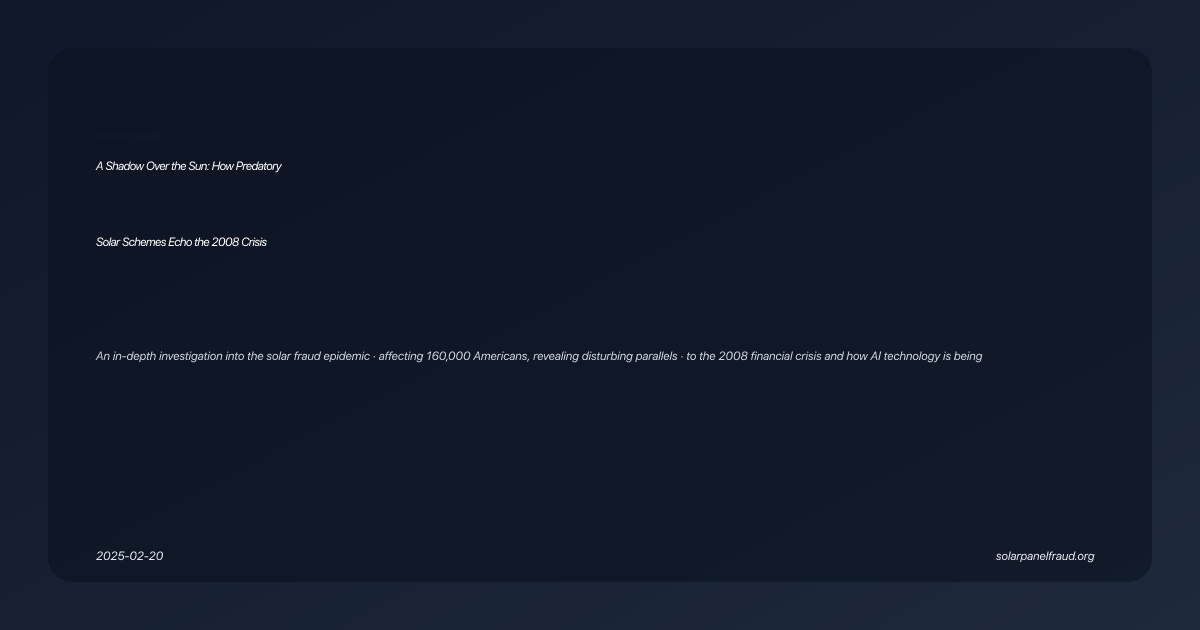 A Shadow Over the Sun: How Predatory
Solar Schemes Echo the 2008 Crisis
An in-depth investigation into the solar fraud epidemic · affecting 160,000 Americans, revealing disturbing parallels · to the 2008 financial crisis and how AI technology is being
2025-02-20
solarpanelfraud.org